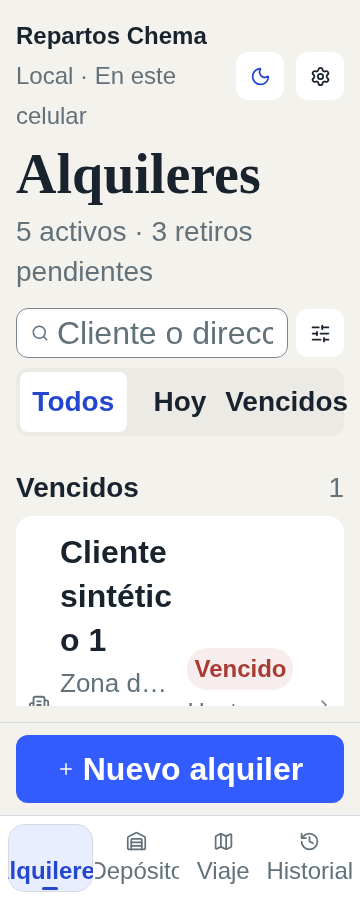 Repartos Chema
Local · En este
celular
Alquileres
5 activos · 3 retiros
pendientes
Cliente o direcc
Todos Hoy Vencidos
Vencidos 1
Cliente
sintétic
o 1
Vencido
Zona d…
+ Nuevo alquiler
lquilere Depósito Viaje Historial